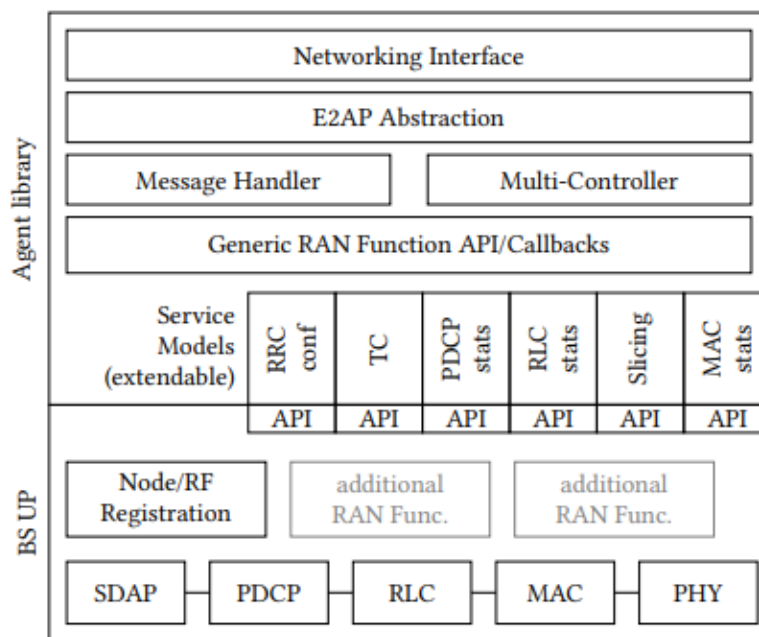 Agent library
Networking Interface
E2AP Abstraction
Message Handler
Multi-Controller
Generic RAN Function API/Callbacks
Service
Models
(extendable)
RRC
conf
TC
PDCP
stats
RLC
stats
Slicing
MAC
stats
API
API
API
API
API
API
BS UP
Node/RF
Registration
additional
RAN Func.
additional
RAN Func.
SDAP
PDCP
RLC
MAC
PHY